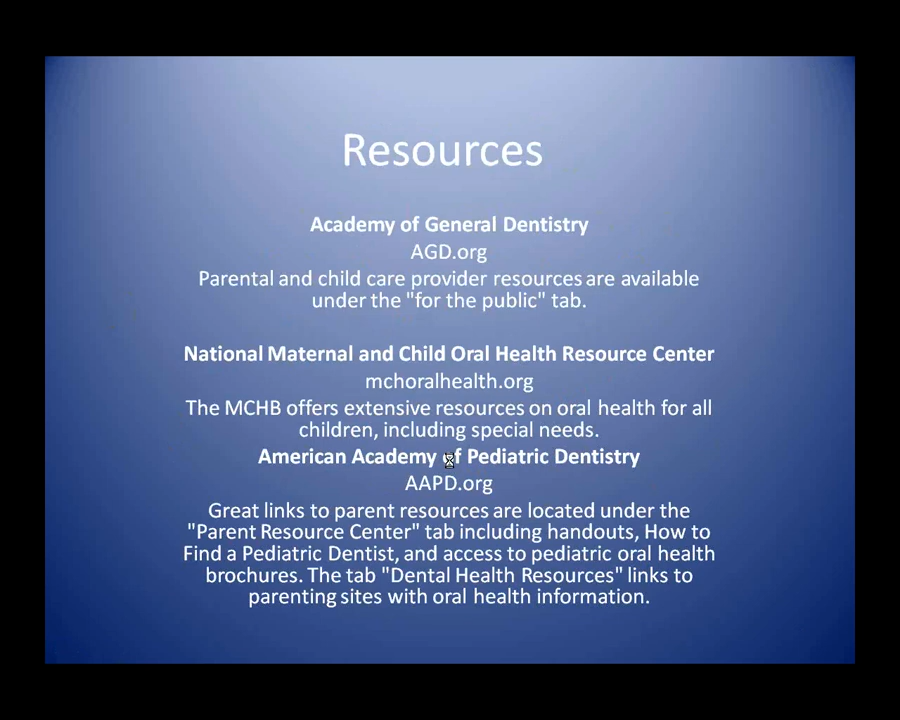 Resources
Academy of General Dentistry
AGD.org
Parental and child care provider resources are available
under the "for the public" tab.
National Maternal and Child Oral Health Resource Center
mchoralhealth.org
The MCHB offers extensive resources on oral health for all
children, including special needs.
American Academy of Pediatric Dentistry
AAPD.org
Great links to parent resources are located under the
"Parent Resource Center" tab including handouts, How to
Find a Pediatric Dentist, and access to pediatric oral health
brochures. The tab "Dental Health Resources" links to
parenting sites with oral health information.